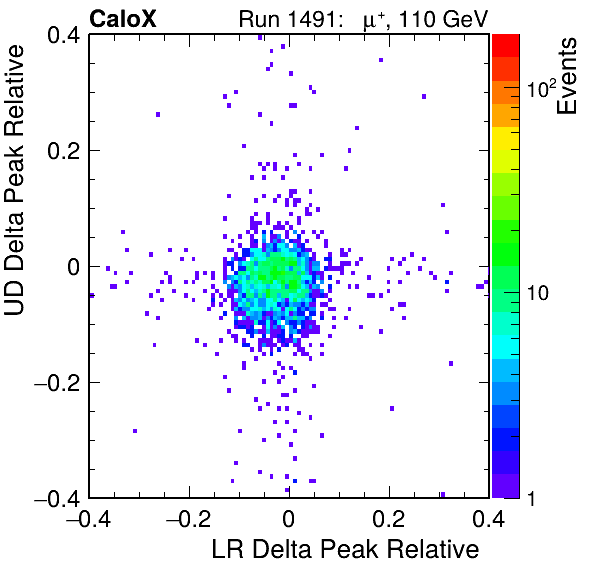 CaloX Run 1491: μ⁺, 110 GeV
UD Delta Peak Relative
0.4
0.2
0
−0.2
−0.4
−0.4 −0.2 0 0.2 0.4
LR Delta Peak Relative
Events
10²
10
1